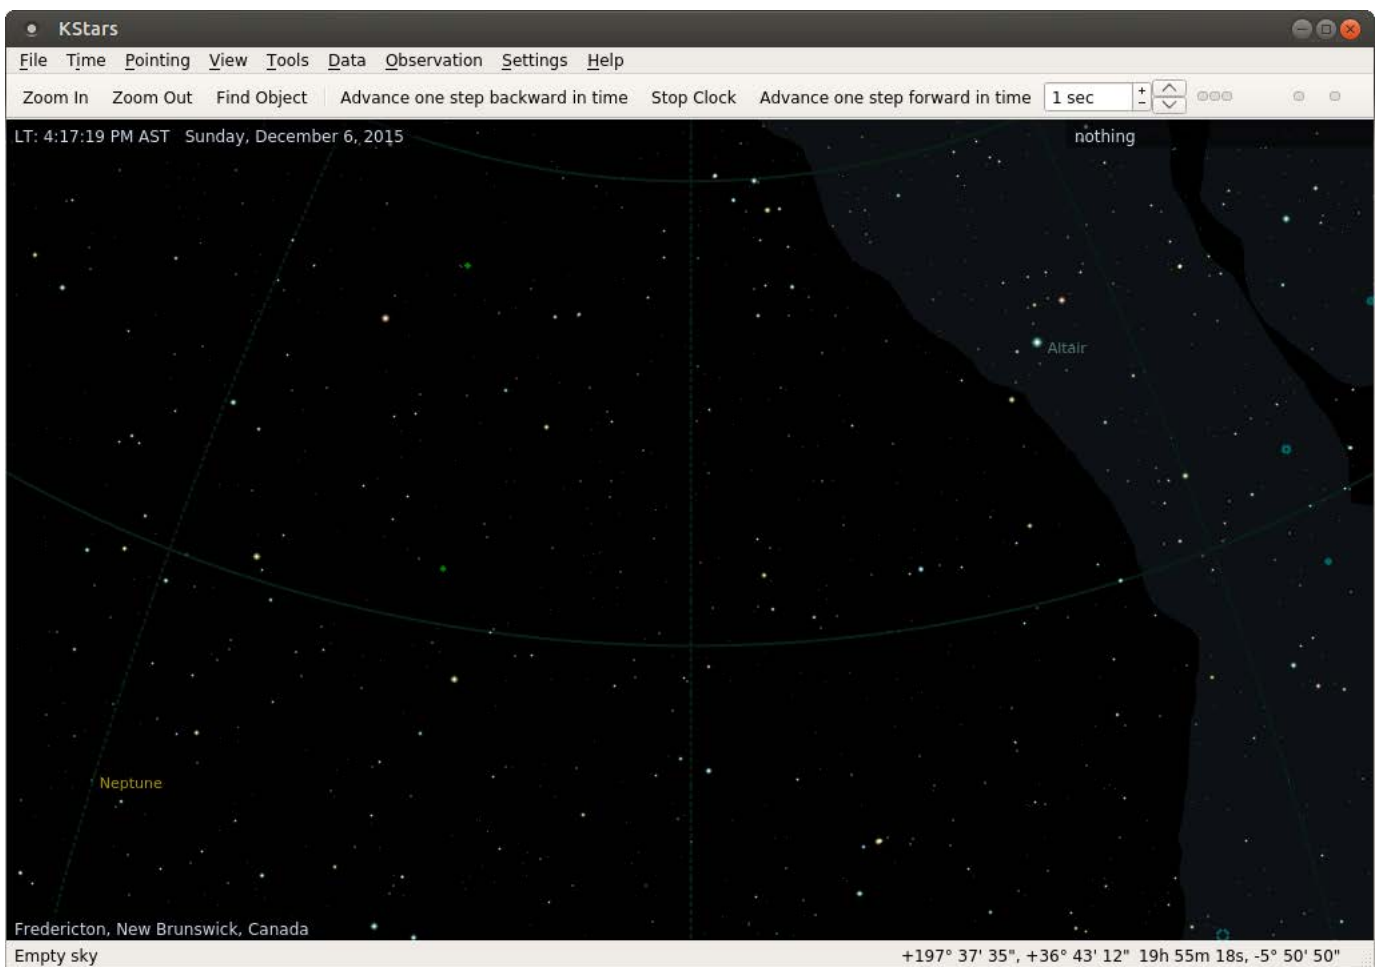 KStars
File Time Pointing View Tools Data Observation Settings Help
Zoom In Zoom Out Find Object Advance one step backward in time Stop Clock Advance one step forward in time 1 sec
LT: 4:17:19 PM AST Sunday, December 6, 2015
nothing
Altair
Neptune
Fredericton, New Brunswick, Canada
Empty sky
+197° 37' 35", +36° 43' 12" 19h 55m 18s, -5° 50' 50"